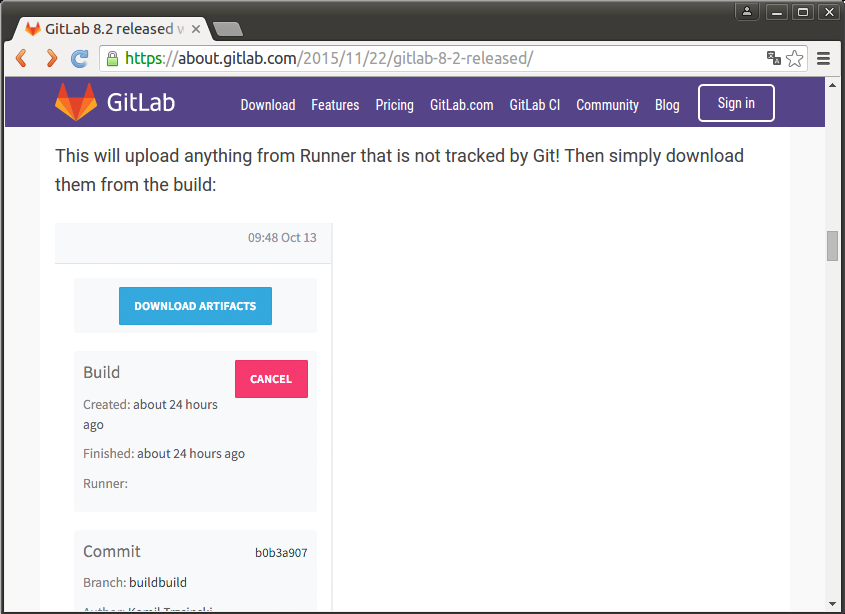 GitLab 8.2 released
https://about.gitlab.com/2015/11/22/gitlab-8-2-released/
GitLab
Download Features Pricing GitLab.com GitLab CI Community Blog Sign in
This will upload anything from Runner that is not tracked by Git! Then simply download
them from the build:
09:48 Oct 13
DOWNLOAD ARTIFACTS
Build
CANCEL
Created: about 24 hours
ago
Finished: about 24 hours ago
Runner:
Commit b0b3a907
Branch: buildbuild